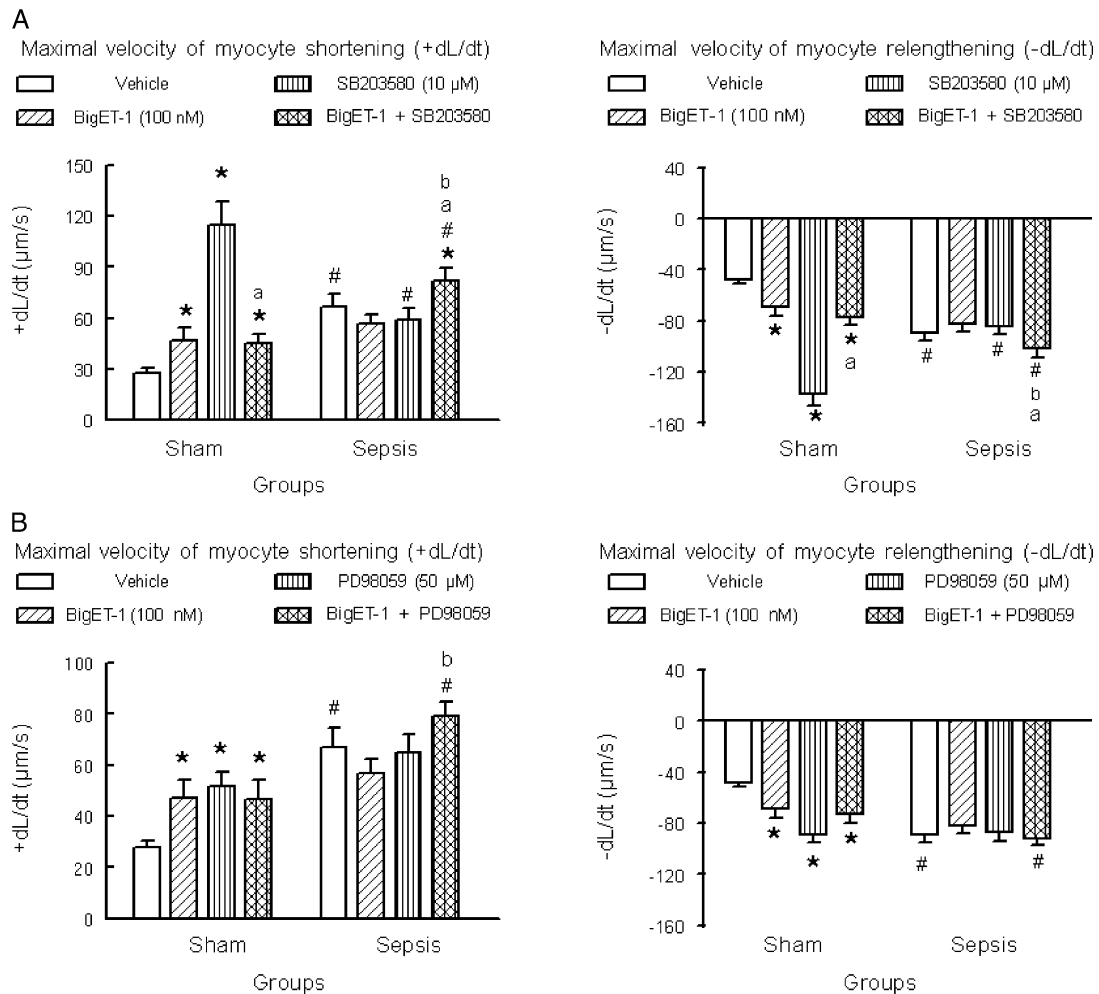 A
Maximal velocity of myocyte shortening (+dL/dt)
Vehicle
SB203580 (10 µM)
BigET-1 (100 nM)
BigET-1 + SB203580
+dL/dt (µm/s)
150
120
90
60
30
0
*
*
a
*
#
#
b
a
#
*
Sham
Sepsis
Groups
Maximal velocity of myocyte relengthening (-dL/dt)
Vehicle
SB203580 (10 µM)
BigET-1 (100 nM)
BigET-1 + SB203580
-dL/dt (µm/s)
40
0
-40
-80
-120
-160
*
*
*
a
#
#
#
b
a
Sham
Sepsis
Groups
B
Maximal velocity of myocyte shortening (+dL/dt)
Vehicle
PD98059 (50 µM)
BigET-1 (100 nM)
BigET-1 + PD98059
+dL/dt (µm/s)
100
80
60
40
20
0
*
*
*
#
b
#
Sham
Sepsis
Groups
Maximal velocity of myocyte relengthening (-dL/dt)
Vehicle
PD98059 (50 µM)
BigET-1 (100 nM)
BigET-1 + PD98059
-dL/dt (µm/s)
40
0
-40
-80
-120
-160
*
*
*
#
#
Sham
Sepsis
Groups